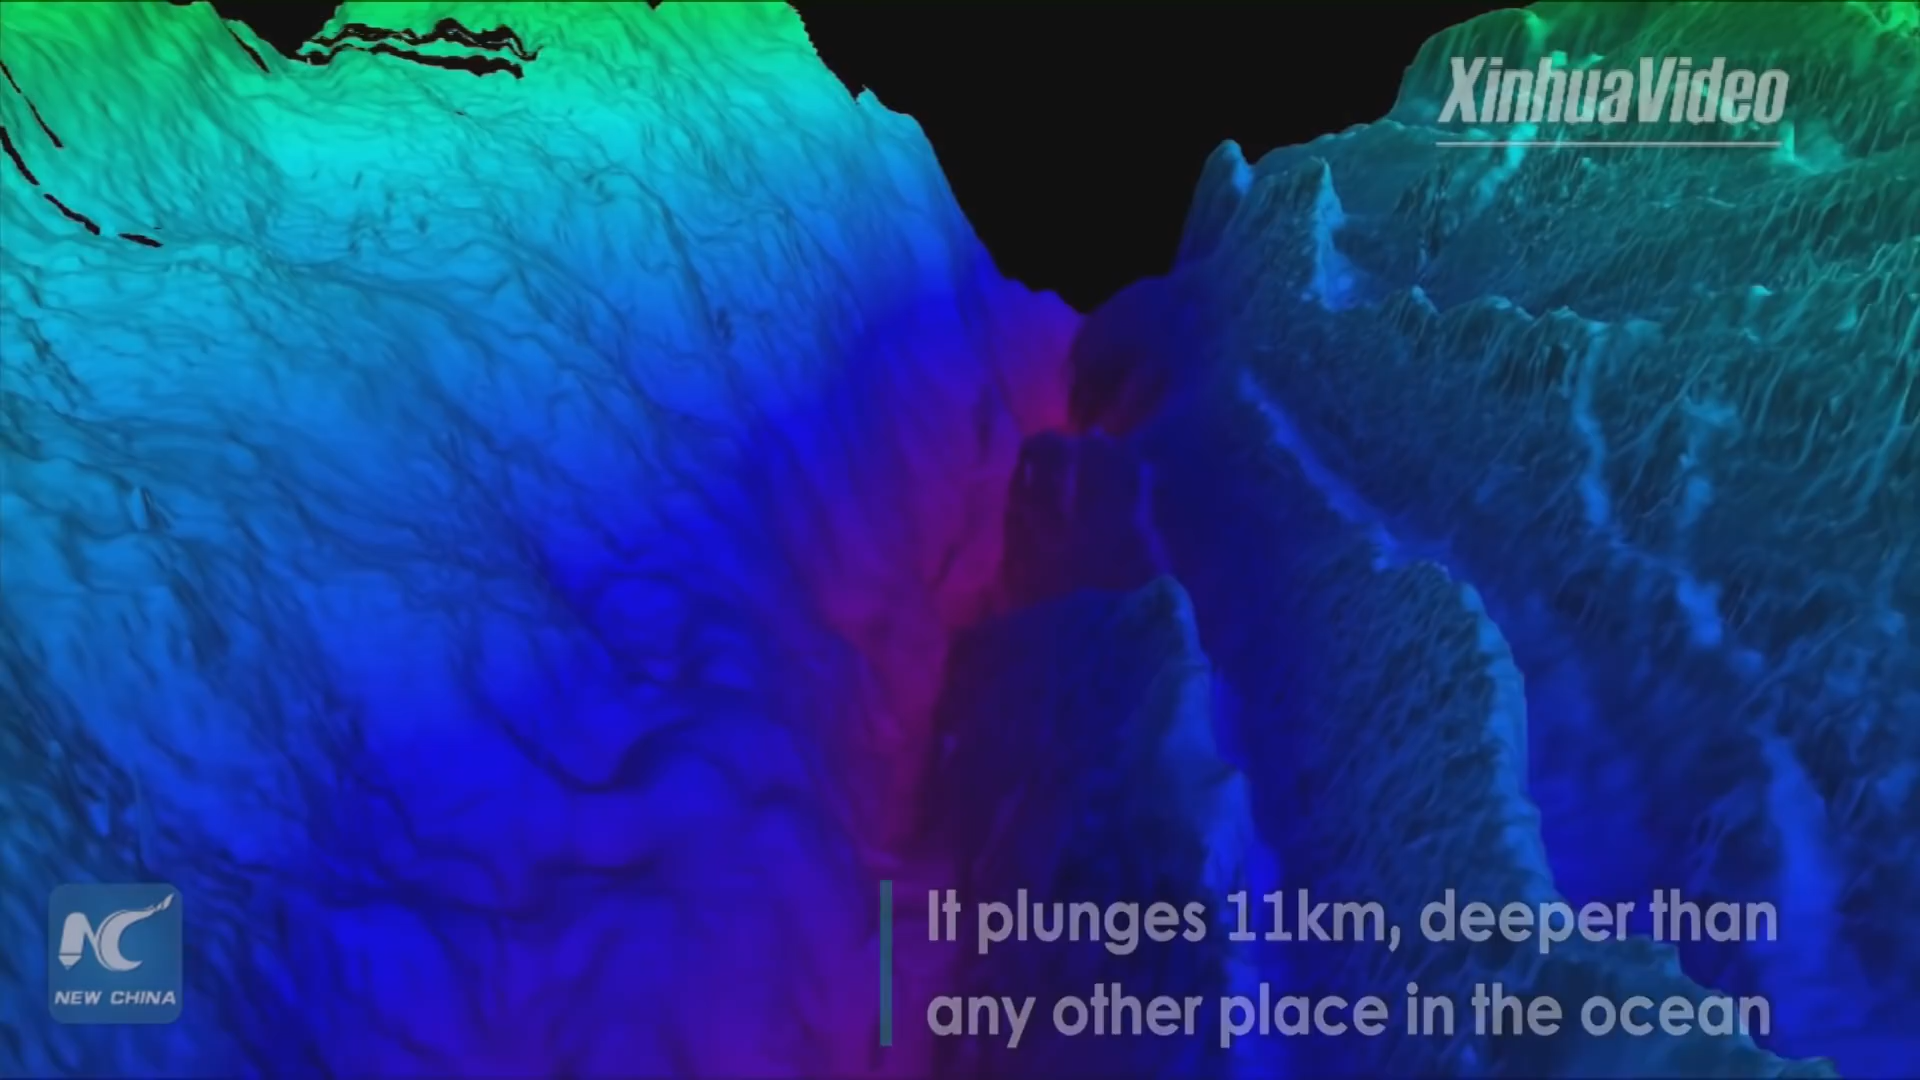 XinhuaVideo
It plunges 11km, deeper than
any other place in the ocean
NEW CHINA